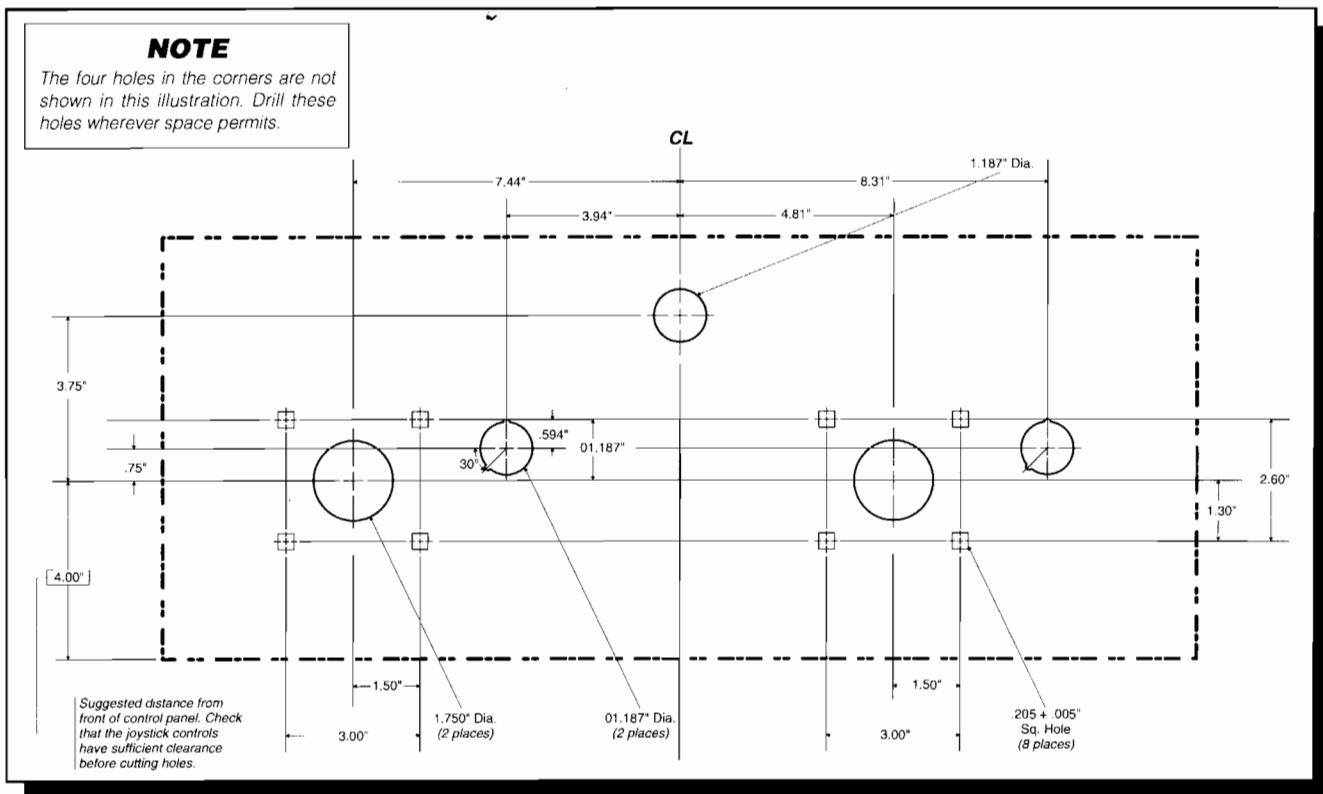 NOTE
The four holes in the corners are not
shown in this illustration. Drill these
holes wherever space permits.
CL
1.187" Dia.
7.44"
8.31"
3.94"
4.81"
3.75"
.594"
01.187"
.75"
30°
2.60"
1.30"
4.00"
1.50"
1.50"
Suggested distance from
front of control panel. Check
that the joystick controls
have sufficient clearance
before cutting holes.
3.00"
1.750" Dia.
(2 places)
01.187" Dia.
(2 places)
3.00"
.205 + .005"
Sq. Hole
(8 places)